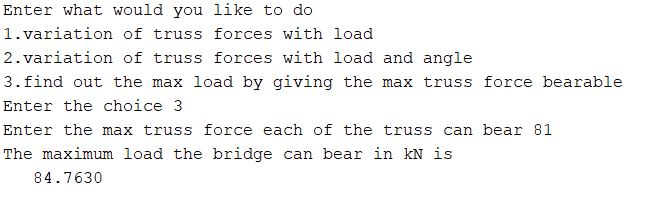 Enter what would you like to do
1.variation of truss forces with load
2.variation of truss forces with load and angle
3.find out the max load by giving the max truss force bearable
Enter the choice 3
Enter the max truss force each of the truss can bear 81
The maximum load the bridge can bear in kN is
84.7630